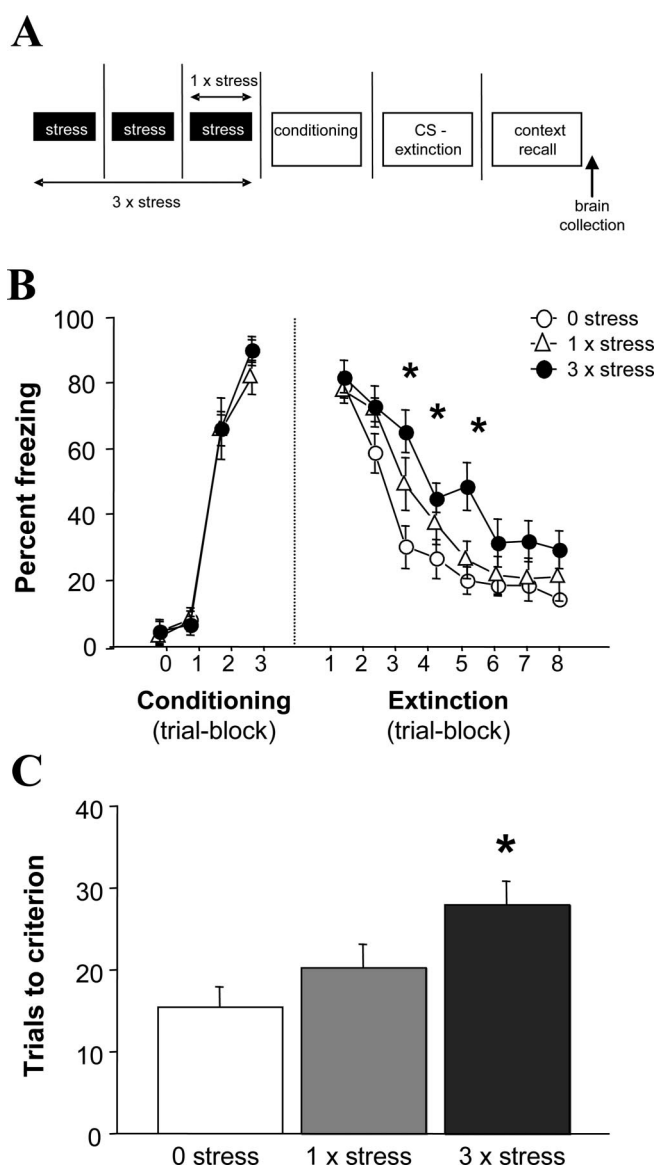 A
1 x stress
stress stress stress conditioning CS -
extinction context
recall
3 x stress
brain
collection
B
100
80
60
40
20
0
Percent freezing
0 stress
1 x stress
3 x stress
* * *
0 1 2 3 1 2 3 4 5 6 7 8
Conditioning Extinction
(trial-block) (trial-block)
C
40
30
20
10
0
Trials to criterion
*
0 stress 1 x stress 3 x stress